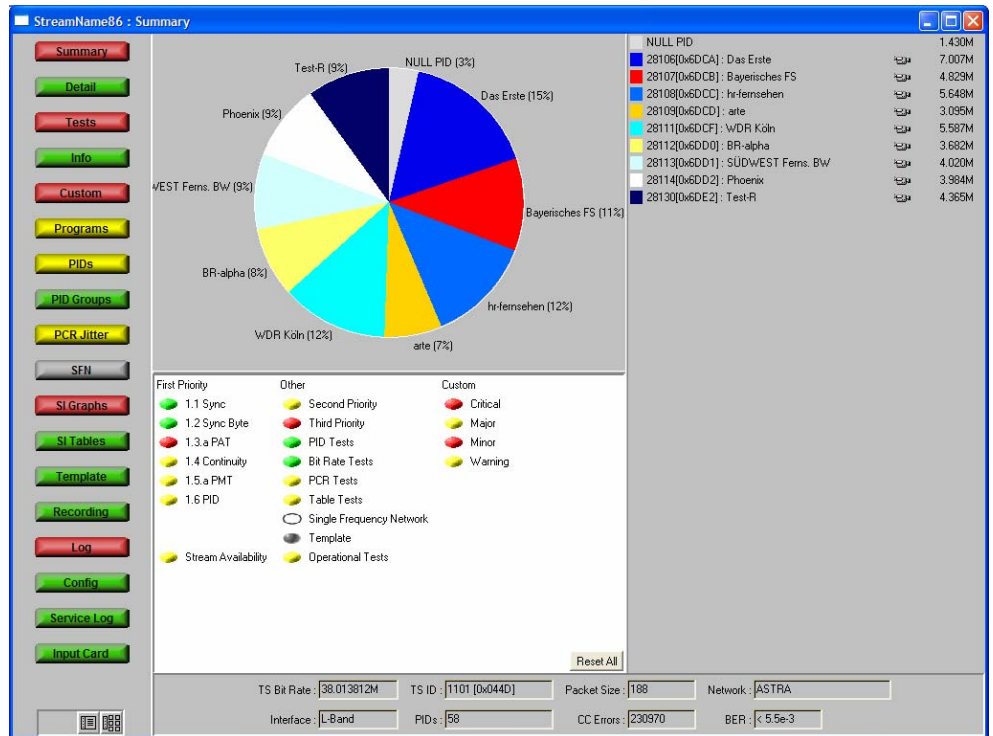 StreamName86 : Summary
Summary
Detail
Tests
Info
Custom
Programs
PIDs
PID Groups
PCR Jitter
SFN
SI Graphs
SI Tables
Template
Recording
Log
Config
Service Log
Input Card
NULL PID (3%)
Das Erste (15%)
Bayerisches FS (11%)
hr-fernsehen (12%)
arte (7%)
WDR Köln (12%)
BR-alpha (8%)
WEST Ferns. BW (9%)
Phoenix (9%)
Test-R (9%)
NULL PID 1.430M
28106[0x6DCA] : Das Erste 7.007M
28107[0x6DCB] : Bayerisches FS 4.829M
28108[0x6DCC] : hr-fernsehen 5.648M
28109[0x6DCD] : arte 3.095M
28111[0x6DCF] : WDR Köln 5.587M
28112[0x6DD0] : BR-alpha 3.682M
28113[0x6DD1] : SÜDWEST Ferns. BW 4.020M
28114[0x6DD2] : Phoenix 3.984M
28130[0x6DE2] : Test-R 4.365M
First Priority
1.1 Sync
1.2 Sync Byte
1.3.a PAT
1.4 Continuity
1.5.a PMT
1.6 PID
Stream Availability
Other
Second Priority
Third Priority
PID Tests
Bit Rate Tests
PCR Tests
Table Tests
Single Frequency Network
Template
Operational Tests
Custom
Critical
Major
Minor
Warning
Reset All
TS Bit Rate : 38.013812M TS ID : 1101 [0x044D] Packet Size : 188 Network : ASTRA
Interface : L-Band PIDs : 58 CC Errors : 230970 BER : < 5.5e-3